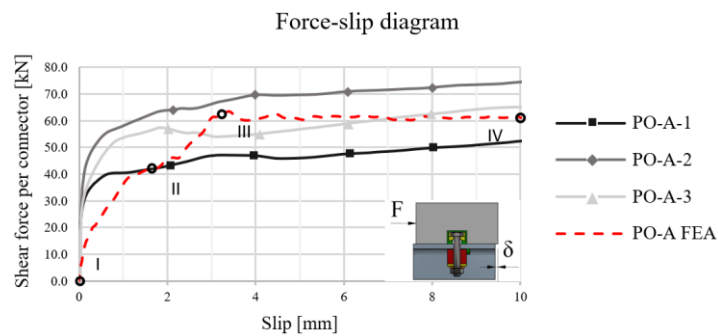 Force-slip diagram
Shear force per connector [kN]
80.0
70.0
60.0
50.0
40.0
30.0
20.0
10.0
0.0
I
II
III
IV
F
δ
0
2
4
6
8
10
Slip [mm]
PO-A-1
PO-A-2
PO-A-3
PO-A FEA